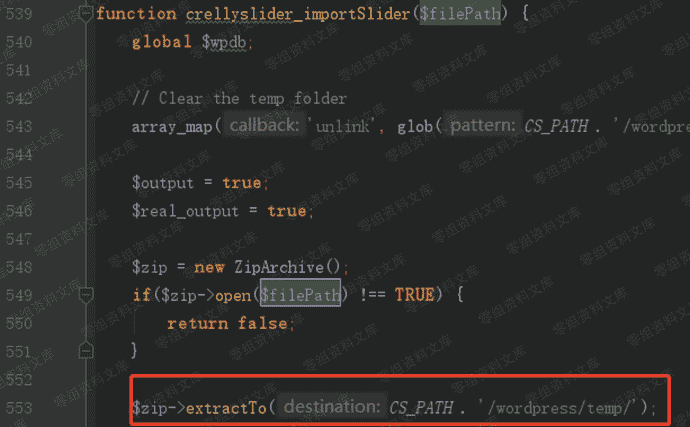 539 function crellyslider_importSlider($filePath) {
540 global $wpdb;
541
542 // Clear the temp folder
543 array_map( callback: 'unlink', glob( pattern: CS_PATH . '/wordpre
544
545 $output = true;
546 $real_output = true;
547
548 $zip = new ZipArchive();
549 if($zip->open($filePath) !== TRUE) {
550 return false;
551 }
552
553 $zip->extractTo( destination: CS_PATH . '/wordpress/temp/');
零组资料文库